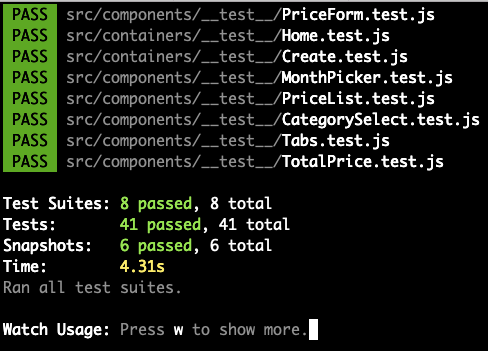 PASS src/components/__test__/PriceForm.test.js
PASS src/containers/__test__/Home.test.js
PASS src/containers/__test__/Create.test.js
PASS src/components/__test__/MonthPicker.test.js
PASS src/components/__test__/PriceList.test.js
PASS src/components/__test__/CategorySelect.test.js
PASS src/components/__test__/Tabs.test.js
PASS src/components/__test__/TotalPrice.test.js
Test Suites: 8 passed, 8 total
Tests: 41 passed, 41 total
Snapshots: 6 passed, 6 total
Time: 4.31s
Ran all test suites.
Watch Usage: Press w to show more.